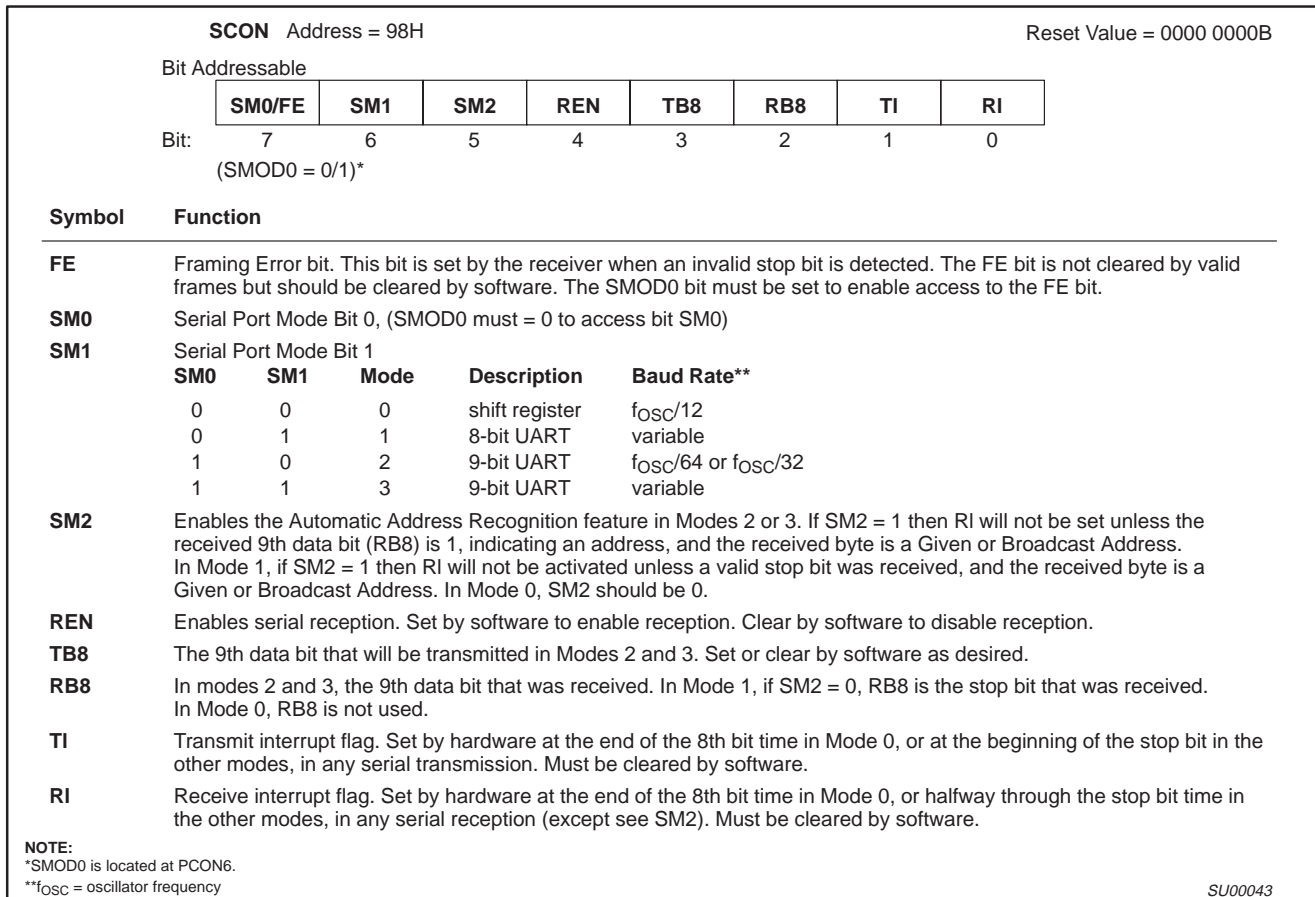 SCON Address = 98H Reset Value = 0000 0000B
Bit Addressable
SM0/FE SM1 SM2 REN TB8 RB8 TI RI
Bit: 7 6 5 4 3 2 1 0
(SMOD0 = 0/1)*
Symbol Function
FE Framing Error bit. This bit is set by the receiver when an invalid stop bit is detected. The FE bit is not cleared by valid
frames but should be cleared by software. The SMOD0 bit must be set to enable access to the FE bit.
SM0 Serial Port Mode Bit 0, (SMOD0 must = 0 to access bit SM0)
SM1 Serial Port Mode Bit 1
SM0 SM1 Mode Description Baud Rate**
0 0 0 shift register fOSC/12
0 1 1 8-bit UART variable
1 0 2 9-bit UART fOSC/64 or fOSC/32
1 1 3 9-bit UART variable
SM2 Enables the Automatic Address Recognition feature in Modes 2 or 3. If SM2 = 1 then RI will not be set unless the
received 9th data bit (RB8) is 1, indicating an address, and the received byte is a Given or Broadcast Address.
In Mode 1, if SM2 = 1 then RI will not be activated unless a valid stop bit was received, and the received byte is a
Given or Broadcast Address. In Mode 0, SM2 should be 0.
REN Enables serial reception. Set by software to enable reception. Clear by software to disable reception.
TB8 The 9th data bit that will be transmitted in Modes 2 and 3. Set or clear by software as desired.
RB8 In modes 2 and 3, the 9th data bit that was received. In Mode 1, if SM2 = 0, RB8 is the stop bit that was received.
In Mode 0, RB8 is not used.
TI Transmit interrupt flag. Set by hardware at the end of the 8th bit time in Mode 0, or at the beginning of the stop bit in the
other modes, in any serial transmission. Must be cleared by software.
RI Receive interrupt flag. Set by hardware at the end of the 8th bit time in Mode 0, or halfway through the stop bit time in
the other modes, in any serial reception (except see SM2). Must be cleared by software.
NOTE:
*SMOD0 is located at PCON6.
**fOSC = oscillator frequency SU00043